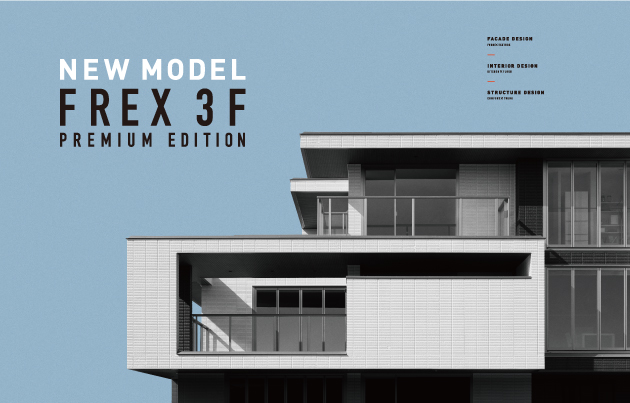 NEW MODEL
FREX 3F
PREMIUM EDITION
FACADE DESIGN
INTERIOR DESIGN
STRUCTURE DESIGN